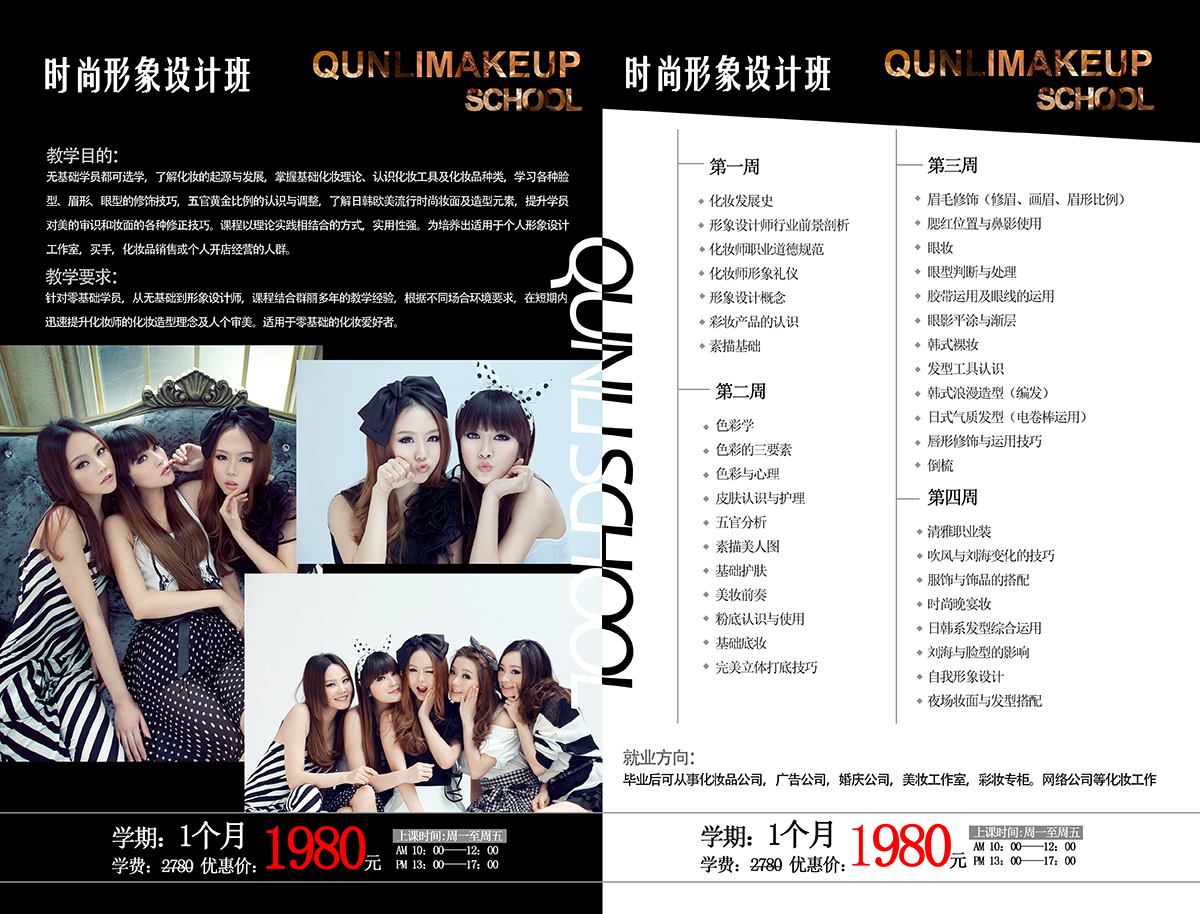 时尚形象设计班
QUNLIMAKEUP
SCHOOL
教学目的:
无基础学员都可选学，了解化妆的起源与发展，掌握基础化妆理论、认识化妆工具及化妆品种类，学习各种脸
型、眉形、眼型的修饰技巧，五官黄金比例的认识与调整，了解日韩欧美流行时尚妆面及造型元素，提升学员
对美的审识和妆面的各种修正技巧。课程以理论实践相结合的方式，实用性强。为培养出适用于个人形象设计
工作室，买手，化妆品销售或个人开店经营的人群。
教学要求:
针对零基础学员，从无基础到形象设计师，课程结合群丽多年的教学经验，根据不同场合环境要求，在短期内
迅速提升化妆师的化妆造型理念及人个审美。适用于零基础的化妆爱好者。
学期：1个月
学费：2780 优惠价:1980元
上课时间:周一至周五
AM 10：00——12：00
PM 13：00——17：00
时尚形象设计班
QUNLIMAKEUP
SCHOOL
第一周
化妆发展史
形象设计师行业前景剖析
化妆师职业道德规范
化妆师形象礼仪
形象设计概念
彩妆产品的认识
素描基础
第二周
色彩学
色彩的三要素
色彩与心理
皮肤认识与护理
五官分析
素描美人图
基础护肤
美妆前奏
粉底认识与使用
基础底妆
完美立体打底技巧
第三周
眉毛修饰（修眉、画眉、眉形比例）
腮红位置与鼻影使用
眼妆
眼型判断与处理
胶带运用及眼线的运用
眼影平涂与渐层
韩式裸妆
发型工具认识
韩式浪漫造型（编发）
日式气质发型（电卷棒运用）
唇形修饰与运用技巧
倒梳
第四周
清雅职业装
吹风与刘海变化的技巧
服饰与饰品的搭配
时尚晚宴妆
日韩系发型综合运用
刘海与脸型的影响
自我形象设计
夜场妆面与发型搭配
就业方向:
毕业后可从事化妆品公司，广告公司，婚庆公司，美妆工作室，彩妆专柜。网络公司等化妆工作
学期：1个月
学费：2780 优惠价:1980元
上课时间:周一至周五
AM 10：00——12：00
PM 13：00——17：00